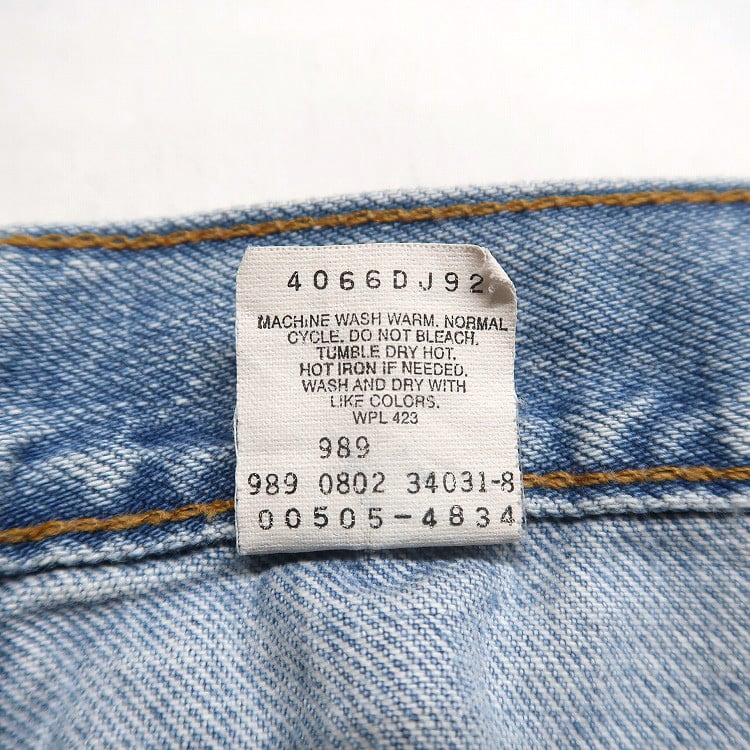 4066DJ92
MACHINE WASH WARM. NORMAL
CYCLE. DO NOT BLEACH.
TUMBLE DRY HOT.
HOT IRON IF NEEDED.
WASH AND DRY WITH
LIKE COLORS.
WPL 423
989
989 0802 34031-8
00505-4834